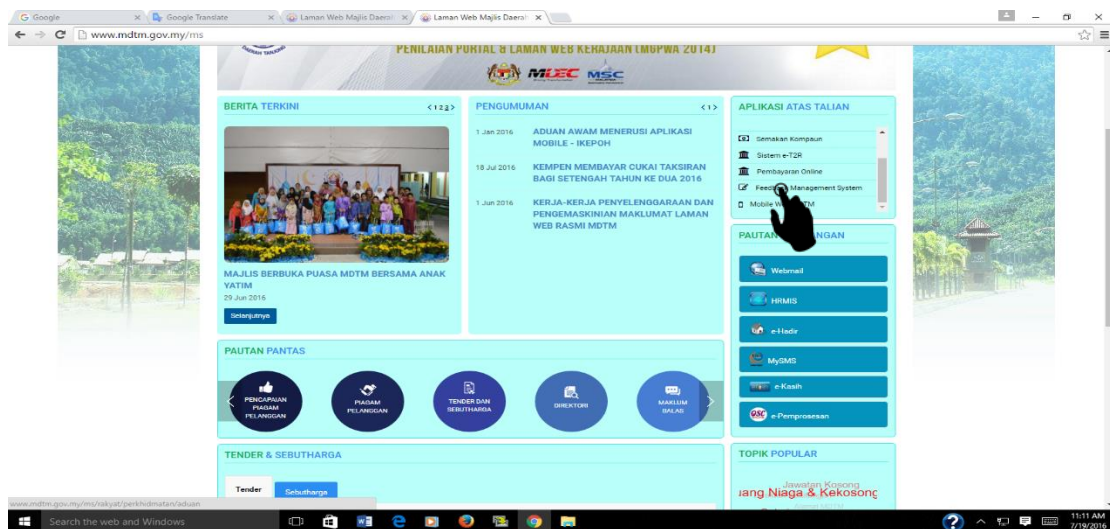 Google
Google Translate
Laman Web Majlis Daerah
Laman Web Majlis Daerah
www.mdtm.gov.my/ms
PENILAIAN PORTAL & LAMAN WEB KERAJAAN (MGPWA 2014)
MDEC MSC
BERITA TERKINI
< 1 2 3 >
MAJLIS BERBUKA PUASA MDTM BERSAMA ANAK
YATIM
29 Jun 2016
Selanjutnya
PENGUMUMAN
< 1 >
1 Jan 2016 ADUAN AWAM MENERUSI APLIKASI
MOBILE - IKEPOH
18 Jul 2016 KEMPEN MEMBAYAR CUKAI TAKSIRAN
BAGI SETENGAH TAHUN KE DUA 2016
1 Jun 2016 KERJA-KERJA PENYELENGGARAAN DAN
PENGEMASKINIAN MAKLUMAT LAMAN
WEB RASMI MDTM
APLIKASI ATAS TALIAN
Semakan Kompaun
Sistem e-T2R
Pembayaran Online
Management System
Mobile
PAUTAN
Webmail
HRMIS
e-Hadir
MySMS
e-Kasih
e-Pemprosesan
PAUTAN PANTAS
PENCAPAIAN
PIAGAM
PELANGGAN
PIAGAM
PELANGGAN
TENDER DAN
SEBUTHARGA
DIREKTORI
MAKLUM
BALAS
TENDER & SEBUTHARGA
Tender
Sebutharga
TOPIK POPULAR
Jawatan Kosong
Niaga & Kekosong
www.mdtm.gov.my/ms/rakyat/perkhidmatan/aduan
Search the web and Windows
11:11 AM
7/19/2016